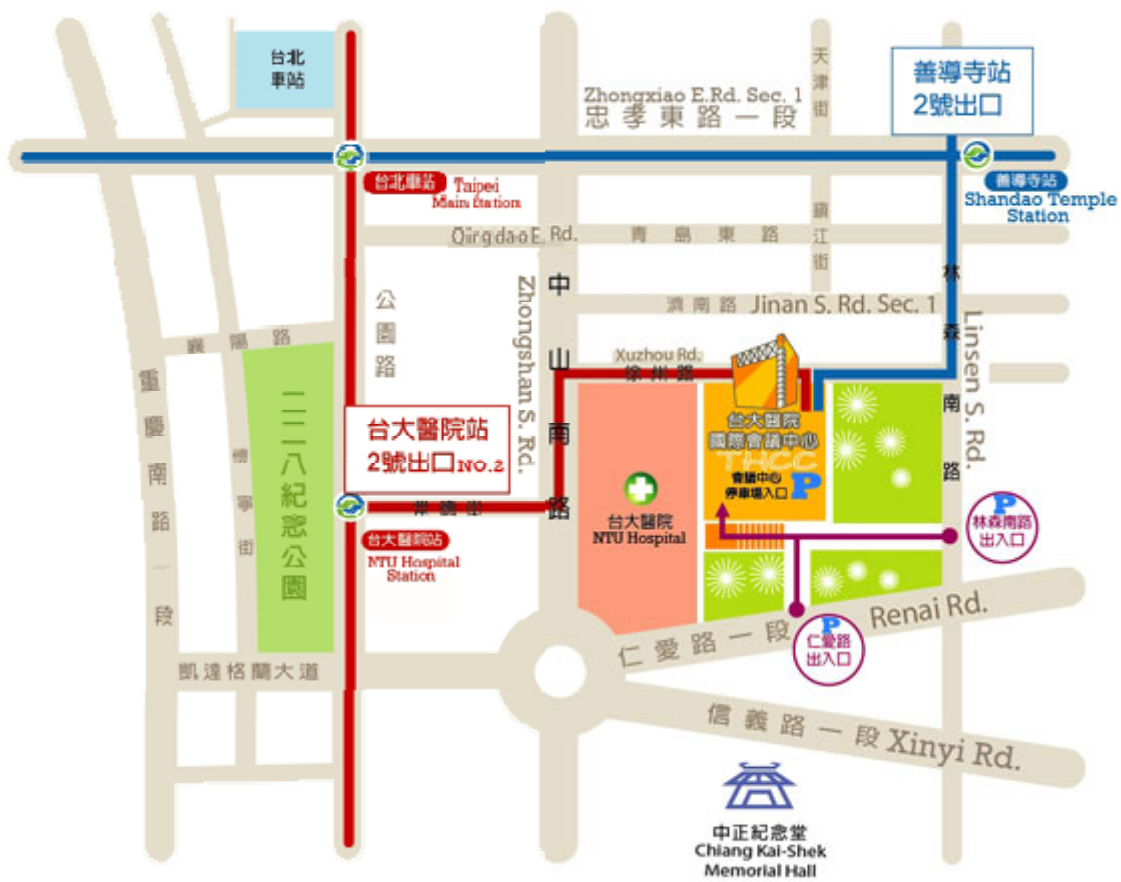 台北
車站
天津街
善導寺站
2號出口
Zhongxiao E.Rd. Sec. 1
忠孝東路一段
台北車站
Taipei
Main Station
善導寺站
Shandao Temple
Station
Qingdao E. Rd.
青島東路
鎮江街
林森南路
Linsen S. Rd.
濟南路 Jinan S. Rd. Sec. 1
公園路
Zhongshan S. Rd.
中山南路
襄陽路
Xuzhou Rd.
徐州路
重慶南路一段
懷寧街
二二八紀念公園
台大醫院站
2號出口NO.2
常德街
台大醫院站
NTU Hospital
Station
台大醫院
NTU Hospital
台大醫院
國際會議中心
THCC
會議中心
停車場入口 P
P
林森南路
出入口
P
仁愛路
出入口
仁愛路一段 Renai Rd.
凱達格蘭大道
信義路一段 Xinyi Rd.
中正紀念堂
Chiang Kai-Shek
Memorial Hall